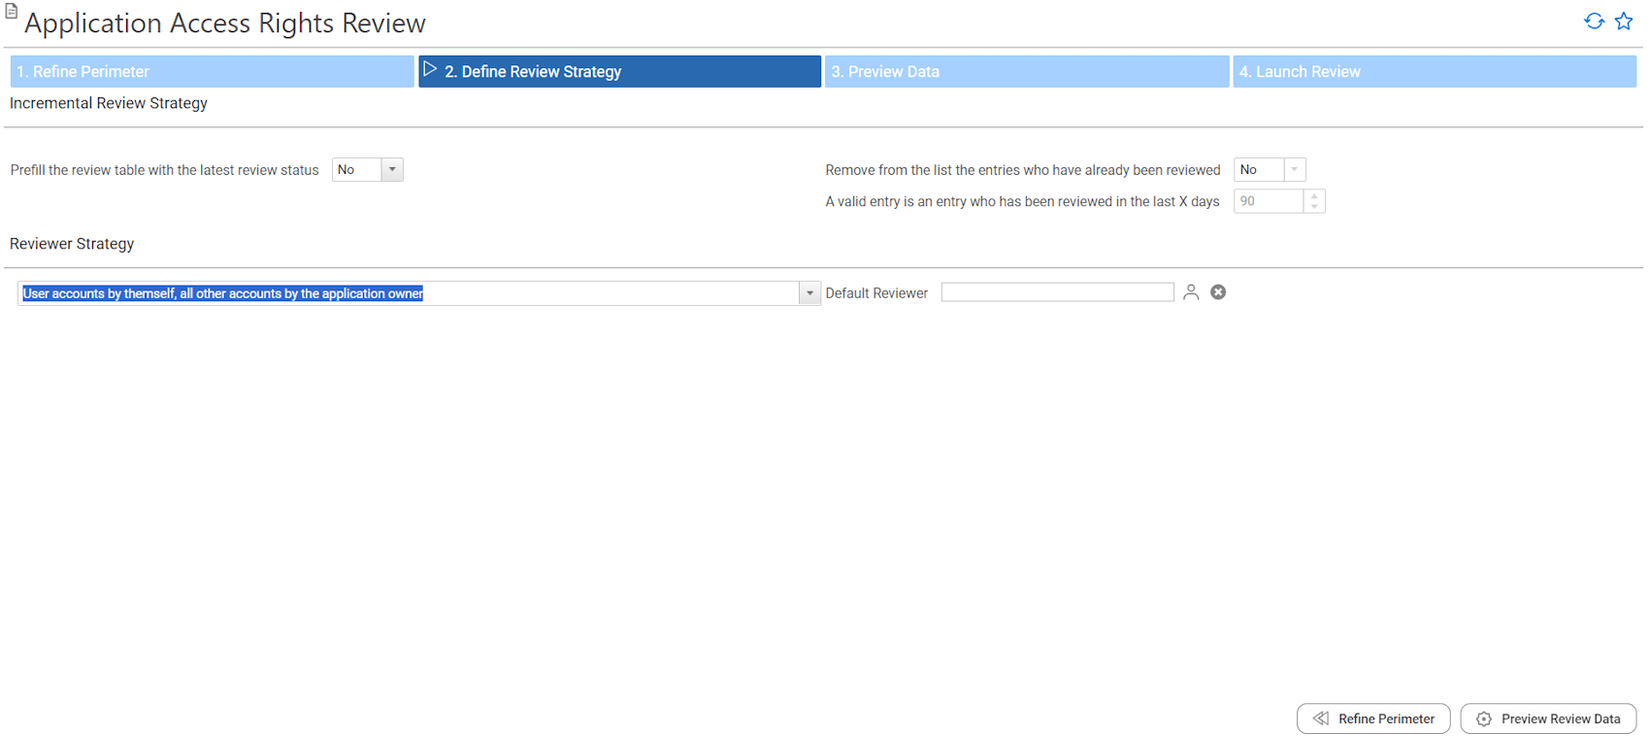 Application Access Rights Review
1. Refine Perimeter
2. Define Review Strategy
3. Preview Data
4. Launch Review
Incremental Review Strategy
Prefill the review table with the latest review status No
Remove from the list the entries who have already been reviewed No
A valid entry is an entry who has been reviewed in the last X days 90
Reviewer Strategy
User accounts by themself, all other accounts by the application owner
Default Reviewer
Refine Perimeter
Preview Review Data